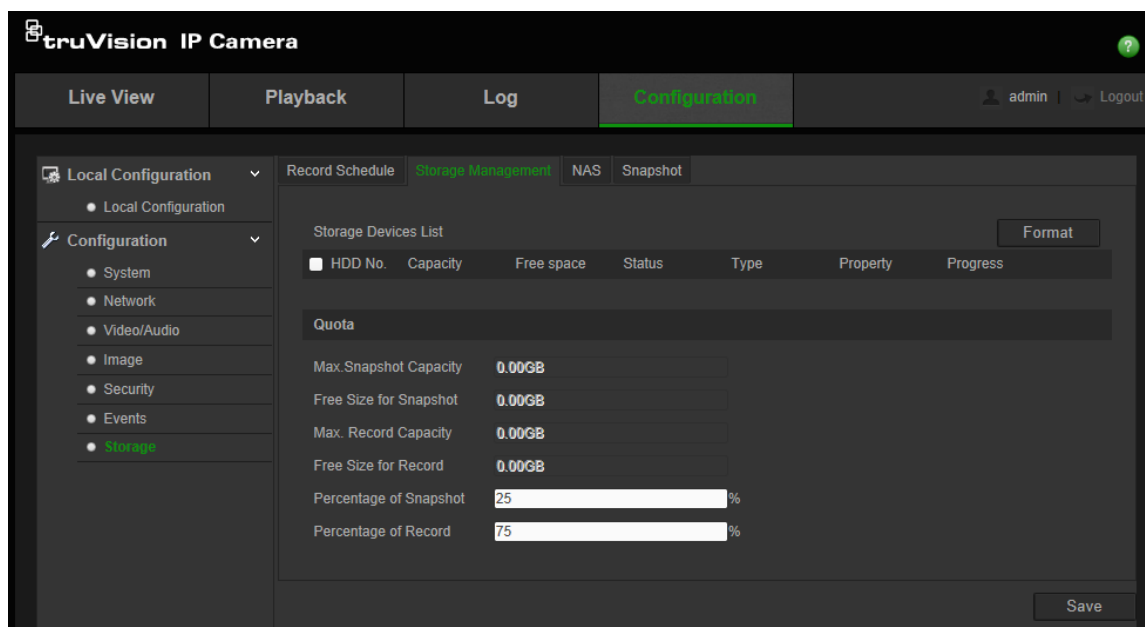 truVision IP Camera
?
Live View Playback Log Configuration admin | Logout
Local Configuration
Local Configuration
Configuration
System
Network
Video/Audio
Image
Security
Events
Storage
Record Schedule Storage Management NAS Snapshot
Storage Devices List Format
HDD No. Capacity Free space Status Type Property Progress
Quota
Max.Snapshot Capacity 0.00GB
Free Size for Snapshot 0.00GB
Max. Record Capacity 0.00GB
Free Size for Record 0.00GB
Percentage of Snapshot 25 %
Percentage of Record 75 %
Save